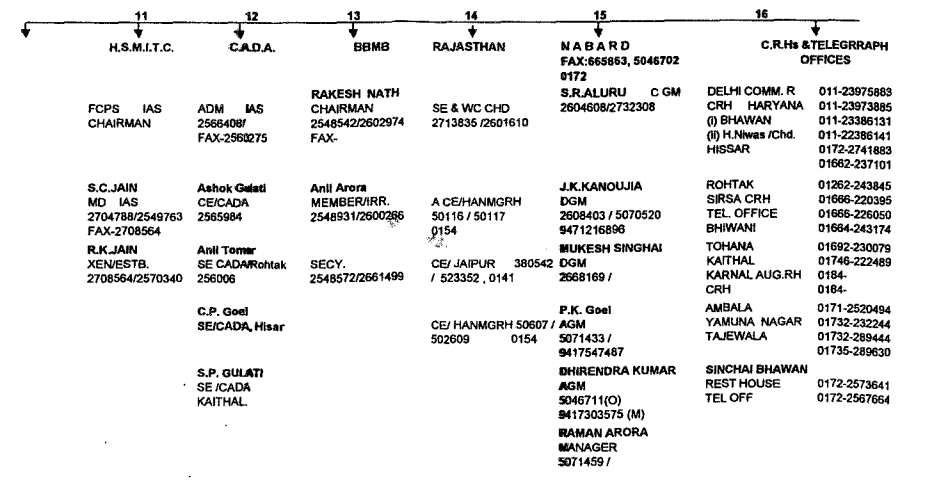 11 12 13 14 15 16
H.S.M.I.T.C.
FCPS IAS
CHAIRMAN
S.C.JAIN
MD IAS
2704788/2549763
FAX-2708564
R.K.JAIN
XEN/ESTB.
2708564/2570340
C.A.D.A.
ADM IAS
2566408/
FAX-2560275
Ashok Gulati
CE/CADA
2565984
Anil Tomar
SE CADA/Rohtak
256006
C.P. Goel
SE/CADA, Hisar
S.P. GULATI
SE /CADA
KAITHAL.
BBMB
RAKESH NATH
CHAIRMAN
2548542/2602974
FAX-
Anil Arora
MEMBER/IRR.
2548931/2600266
SECY.
2548572/2661499
RAJASTHAN
SE & WC CHD
2713835 /2601610
A CE/HANMGRH
50116 / 50117
0154
CE/ JAIPUR 380542
/ 523352 , 0141
CE/ HANMGRH 50607 /
502609 0154
N A B A R D
FAX:665863, 5046702
0172
S.R.ALURU C GM
2604608/2732308
J.K.KANOUJIA
DGM
2608403 / 5070520
9471216896
MUKESH SINGHAI
DGM
2668169 /
P.K. Goel
AGM
5071433 /
9417547487
DHIRENDRA KUMAR
AGM
5046711(O)
9417303575 (M)
RAMAN ARORA
MANAGER
5071459 /
C.R.Hs &TELEGRRAPH
OFFICES
DELHI COMM. R 011-23975883
CRH HARYANA 011-23973885
(i) BHAWAN 011-23386131
(ii) H.Niwas /Chd. 011-22386141
HISSAR 0172-2741883
01662-237101
ROHTAK 01262-243845
SIRSA CRH 01666-220395
TEL. OFFICE 01666-226050
BHIWANI 01664-243174
TOHANA 01692-230079
KAITHAL 01746-222489
KARNAL AUG.RH 0184-
CRH 0184-
AMBALA 0171-2520494
YAMUNA NAGAR 01732-232244
TAJEWALA 01732-289444
01735-289630
SINCHAI BHAWAN
REST HOUSE 0172-2573641
TEL OFF 0172-2567664